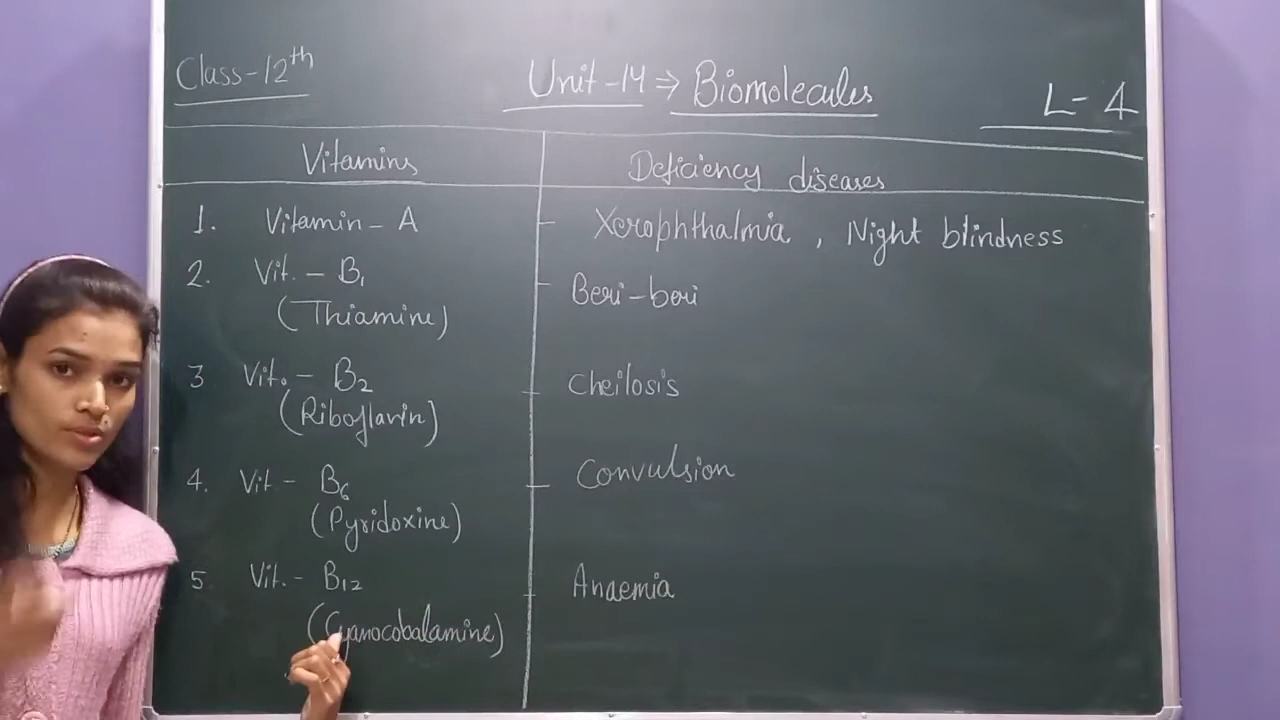 Class-12th
Unit-14 ⇒ Biomolecules
L-4
Vitamins Deficiency diseases
1. Vitamin - A Xerophthalmia , Night blindness
2. Vit. - B1 Beri-beri
(Thiamine)
3 Vit. - B2 Cheilosis
(Riboflavin)
4. Vit - B6 Convulsion
(Pyridoxine)
5 Vit. - B12 Anaemia
(Cyanocobalamine)